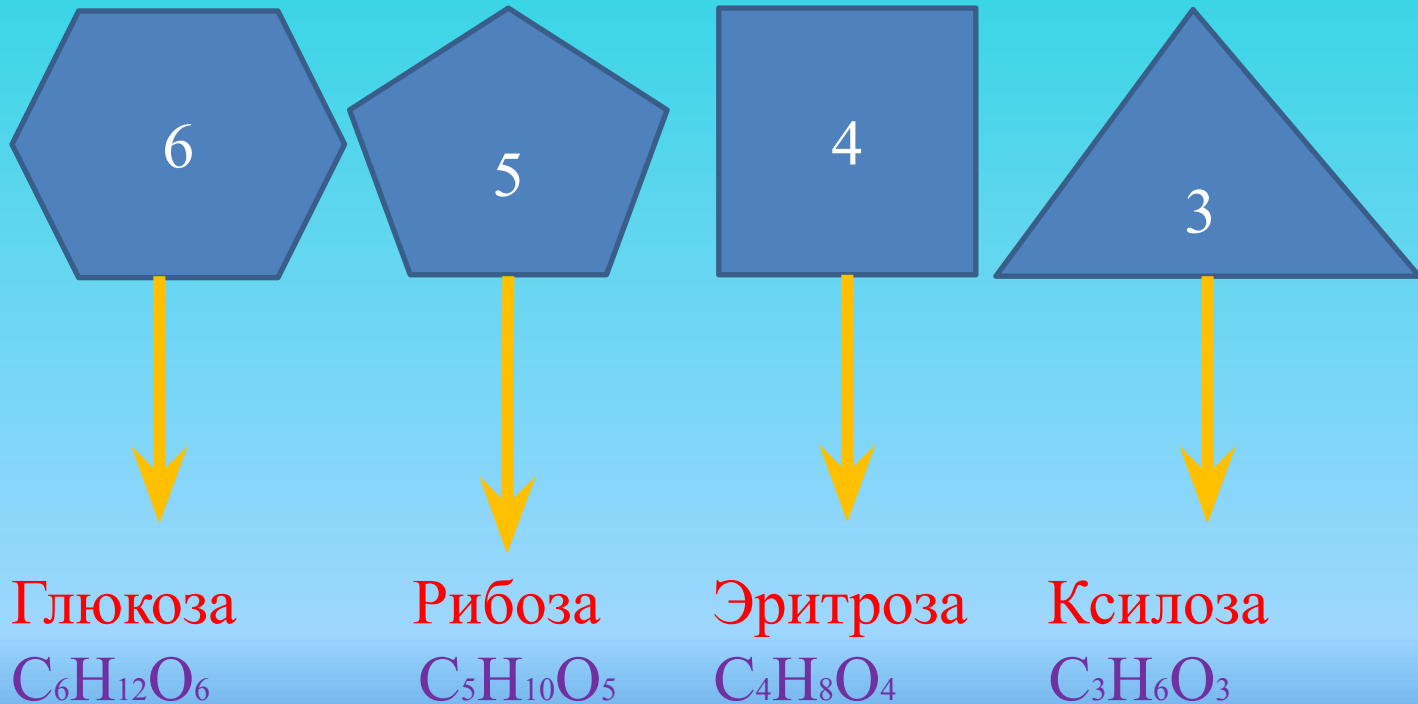 6 5 4 3
Глюкоза Рибоза Эритроза Ксилоза
C₆H₁₂O₆ C₅H₁₀O₅ C₄H₈O₄ C₃H₆O₃